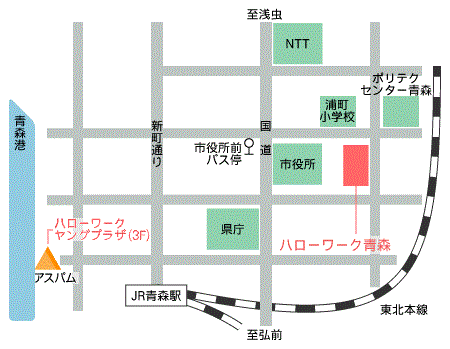 至浅虫
NTT
ポリテク
センター青森
浦町
小学校
青森港
新町通り
国道
市役所前
バス停
市役所
ハローワーク
ヤングプラザ(3F)
県庁
ハローワーク青森
アスパム
JR青森駅
東北本線
至弘前